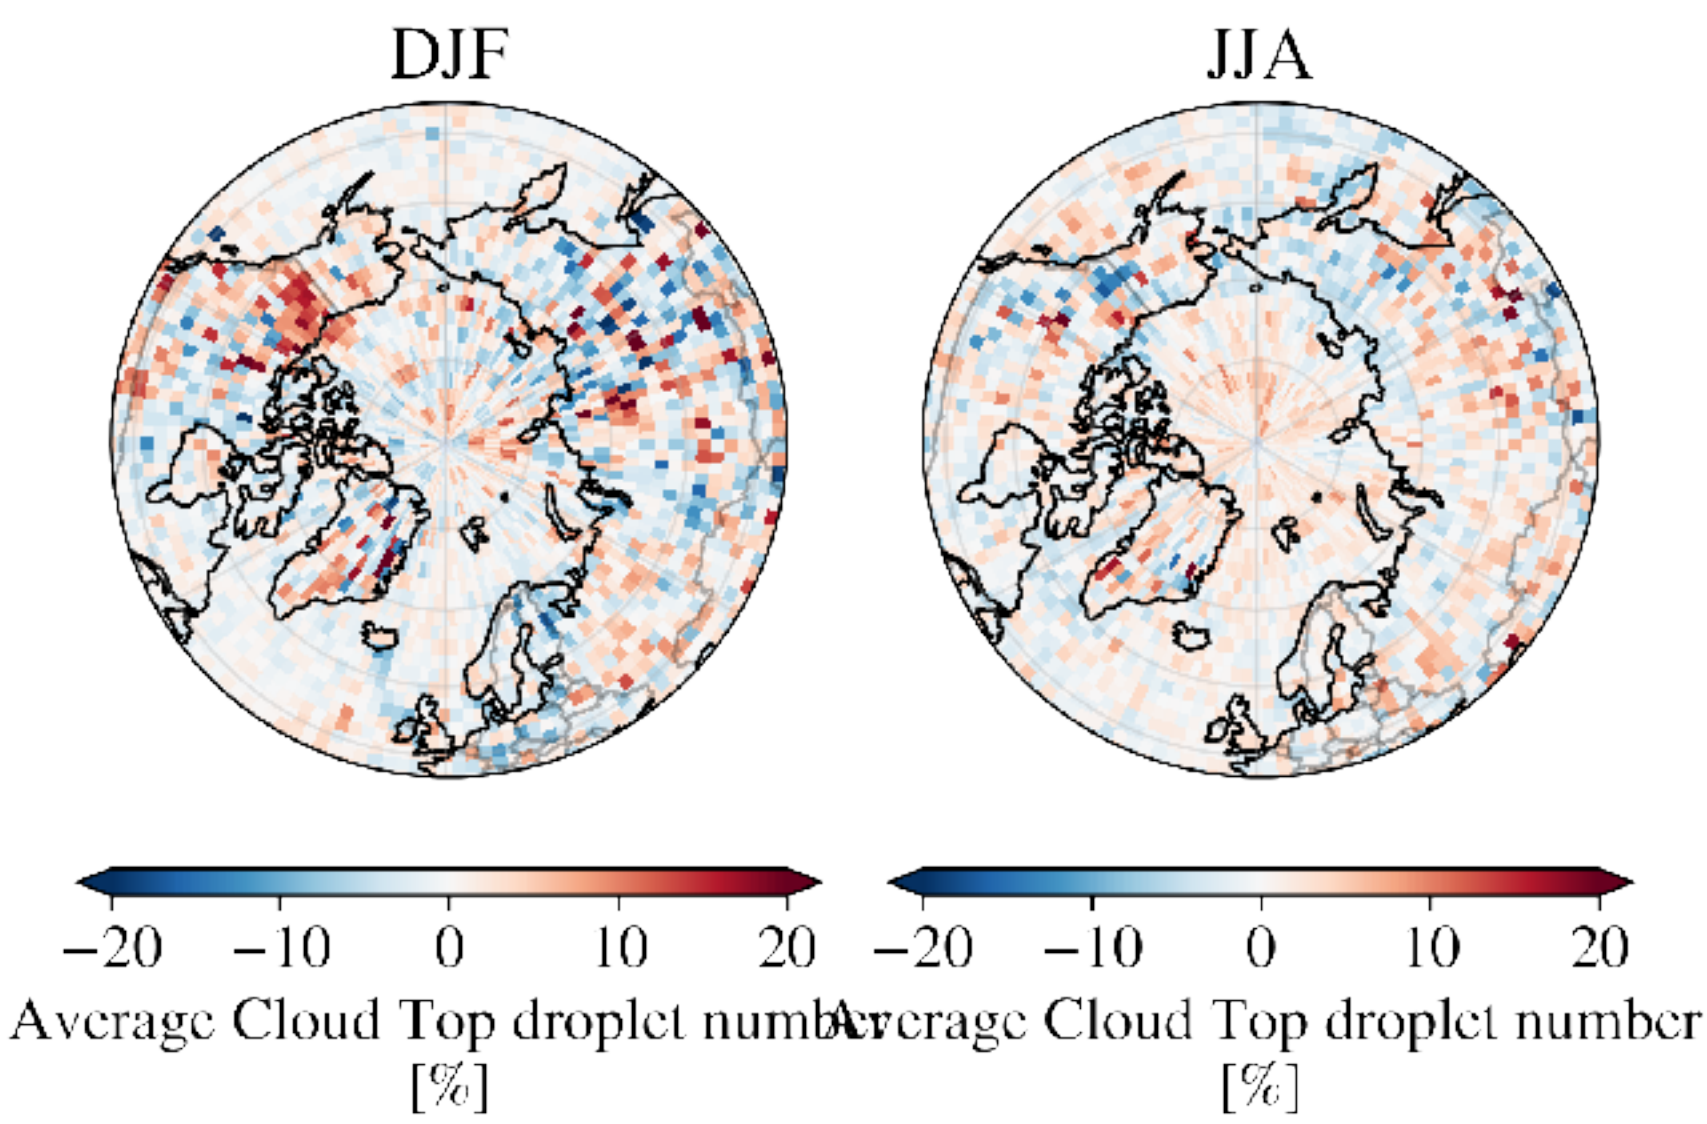 DJF JJA
−20 −10 0 10 20 −20 −10 0 10 20
Average Cloud Top droplet number Average Cloud Top droplet number
[%] [%]